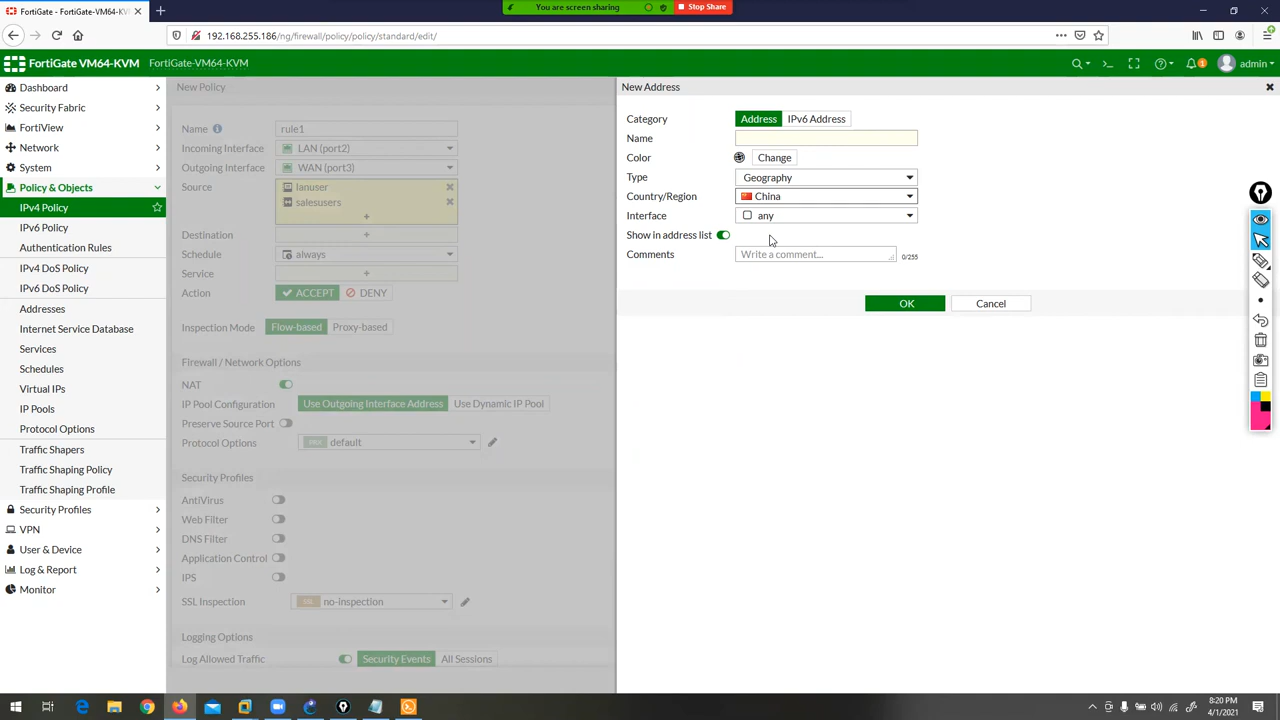 FortiGate - FortiGate-VM64-KVM
You are screen sharing
Stop Share
192.168.255.186/ng/firewall/policy/policy/standard/edit/
FortiGate VM64-KVM
FortiGate-VM64-KVM
1
admin
Dashboard
Security Fabric
FortiView
Network
System
Policy & Objects
IPv4 Policy
IPv6 Policy
Authentication Rules
IPv4 DoS Policy
IPv6 DoS Policy
Addresses
Internet Service Database
Services
Schedules
Virtual IPs
IP Pools
Protocol Options
Traffic Shapers
Traffic Shaping Policy
Traffic Shaping Profile
Security Profiles
VPN
User & Device
Log & Report
Monitor
New Policy
Name
rule1
Incoming Interface
LAN (port2)
Outgoing Interface
WAN (port3)
Source
lanuser
salesusers
+
Destination
+
Schedule
always
Service
+
Action
ACCEPT
DENY
Inspection Mode
Flow-based
Proxy-based
Firewall / Network Options
NAT
IP Pool Configuration
Use Outgoing Interface Address
Use Dynamic IP Pool
Preserve Source Port
Protocol Options
default
Security Profiles
AntiVirus
Web Filter
DNS Filter
Application Control
IPS
SSL Inspection
no-inspection
Logging Options
Log Allowed Traffic
Security Events
All Sessions
New Address
Category
Address
IPv6 Address
Name
Color
Change
Type
Geography
Country/Region
China
Interface
any
Show in address list
Comments
Write a comment...
0/255
OK
Cancel
8:20 PM
4/1/2021